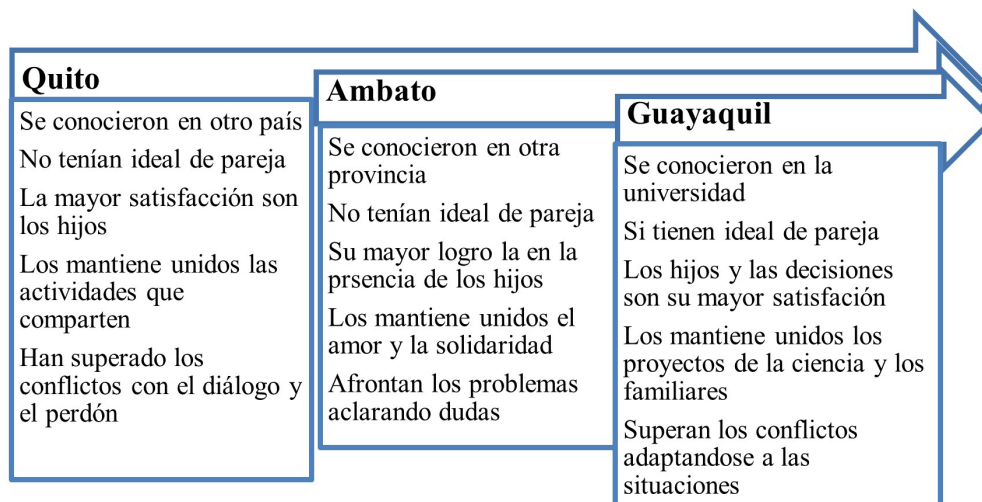 Quito
Se conocieron en otro país
No tenían ideal de pareja
La mayor satisfacción son
los hijos
Los mantiene unidos las
actividades que
comparten
Han superado los
conflictos con el diálogo y
el perdón
Ambato
Se conocieron en otra
provincia
No tenían ideal de pareja
Su mayor logro la en la
prsencia de los hijos
Los mantiene unidos el
amor y la solidaridad
Afrontan los problemas
aclarando dudas
Guayaquil
Se conocieron en la
universidad
Si tienen ideal de pareja
Los hijos y las decisiones
son su mayor satisfación
Los mantiene unidos los
proyectos de la ciencia y los
familiares
Superan los conflictos
adaptandose a las
situaciones